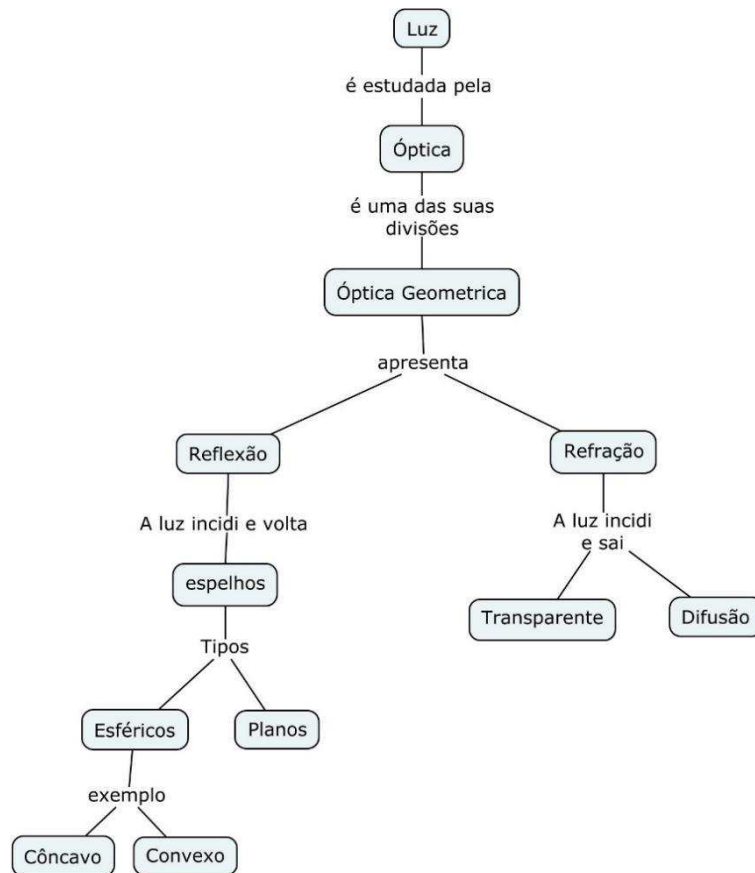 Luz
é estudada pela
Óptica
é uma das suas
divisões
Óptica Geometrica
apresenta
Reflexão
Refração
A luz incidi e volta
A luz incidi
e sai
espelhos
Transparente
Difusão
Tipos
Esféricos
Planos
exemplo
Côncavo
Convexo